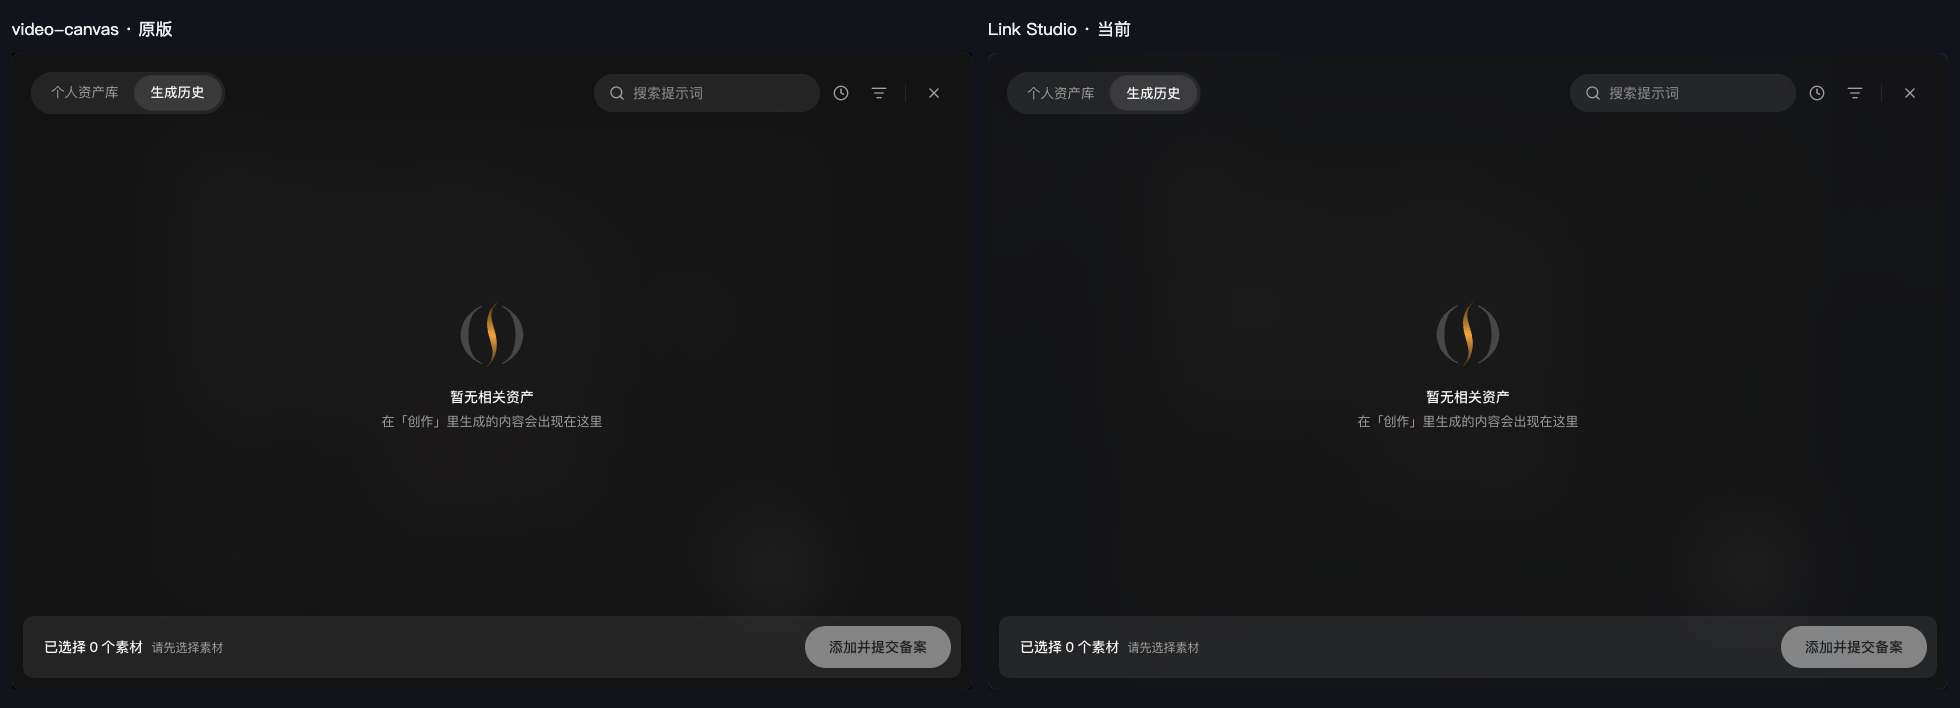 video-canvas · 原版
个人资产库
生成历史
搜索提示词
暂无相关资产
在「创作」里生成的内容会出现在这里
已选择 0 个素材 请先选择素材
添加并提交备案
Link Studio · 当前
个人资产库
生成历史
搜索提示词
暂无相关资产
在「创作」里生成的内容会出现在这里
已选择 0 个素材 请先选择素材
添加并提交备案